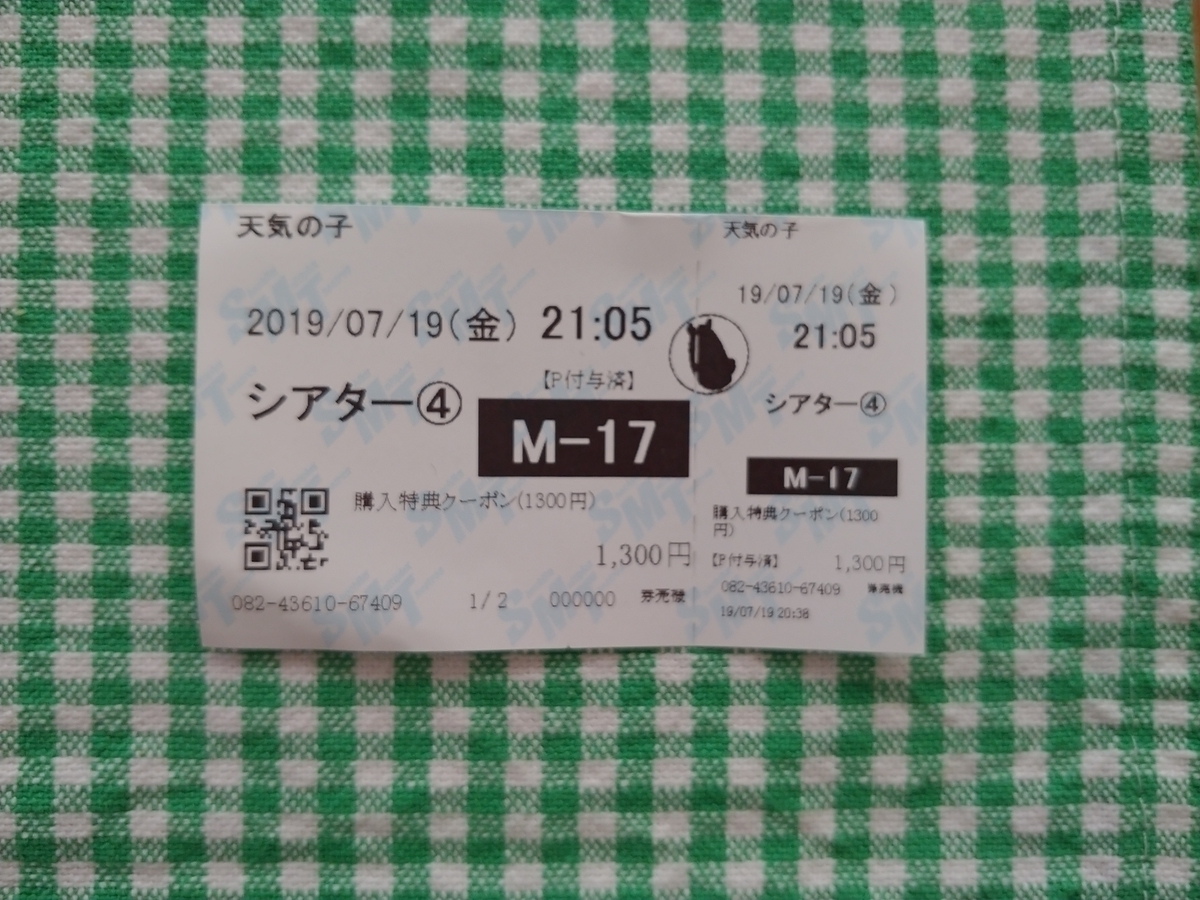 天気の子
2019/07/19(金) 21:05
【P付与済】
シアター④
M-17
購入特典クーポン(1300円)
1,300円
082-43610-67409 1/2 000000 券売機
天気の子
19/07/19(金)
21:05
シアター④
M-17
購入特典クーポン(1300
円)
【P付与済】 1,300円
082-43610-67409 券売機
19/07/19 20:38
SMT